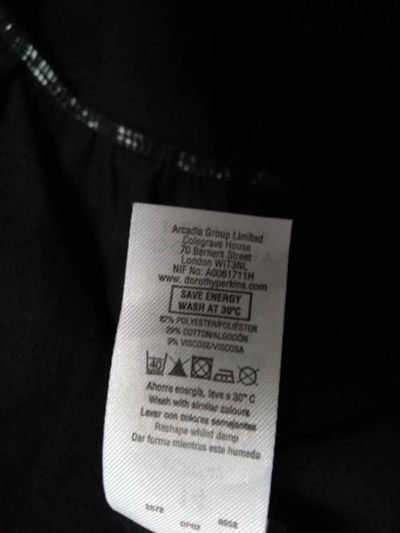 Arcadia Group Limited
Colegrave House
70 Berners Street
London W1T3NL
NIF No: A0061711H
www.dorothyperkins.com
SAVE ENERGY
WASH AT 30°C
62% POLYESTER/POLIÉSTER
29% COTTON/ALGODÓN
9% VISCOSE/VISCOSA
40
Ahorre energía, lave a 30° C
Wash with similar colours
Lavar con colores semejantes
Reshape whilst damp
Dar forma mientras este humedo